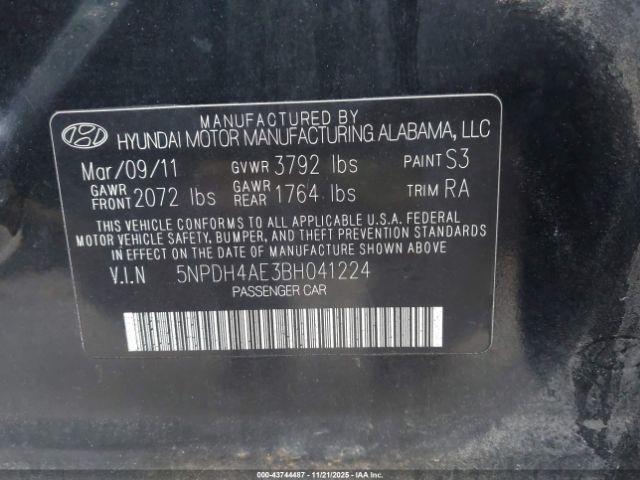 MANUFACTURED BY
HYUNDAI MOTOR MANUFACTURING ALABAMA, LLC
Mar/09/11 GVWR 3792 lbs PAINT S3
GAWR FRONT 2072 lbs GAWR REAR 1764 lbs TRIM RA
THIS VEHICLE CONFORMS TO ALL APPLICABLE U.S.A. FEDERAL
MOTOR VEHICLE SAFETY, BUMPER, AND THEFT PREVENTION STANDARDS
IN EFFECT ON THE DATE OF MANUFACTURE SHOWN ABOVE.
V.I.N 5NPDH4AE3BH041224
PASSENGER CAR
000-43744487 - 11/21/2025 - IAA Inc.